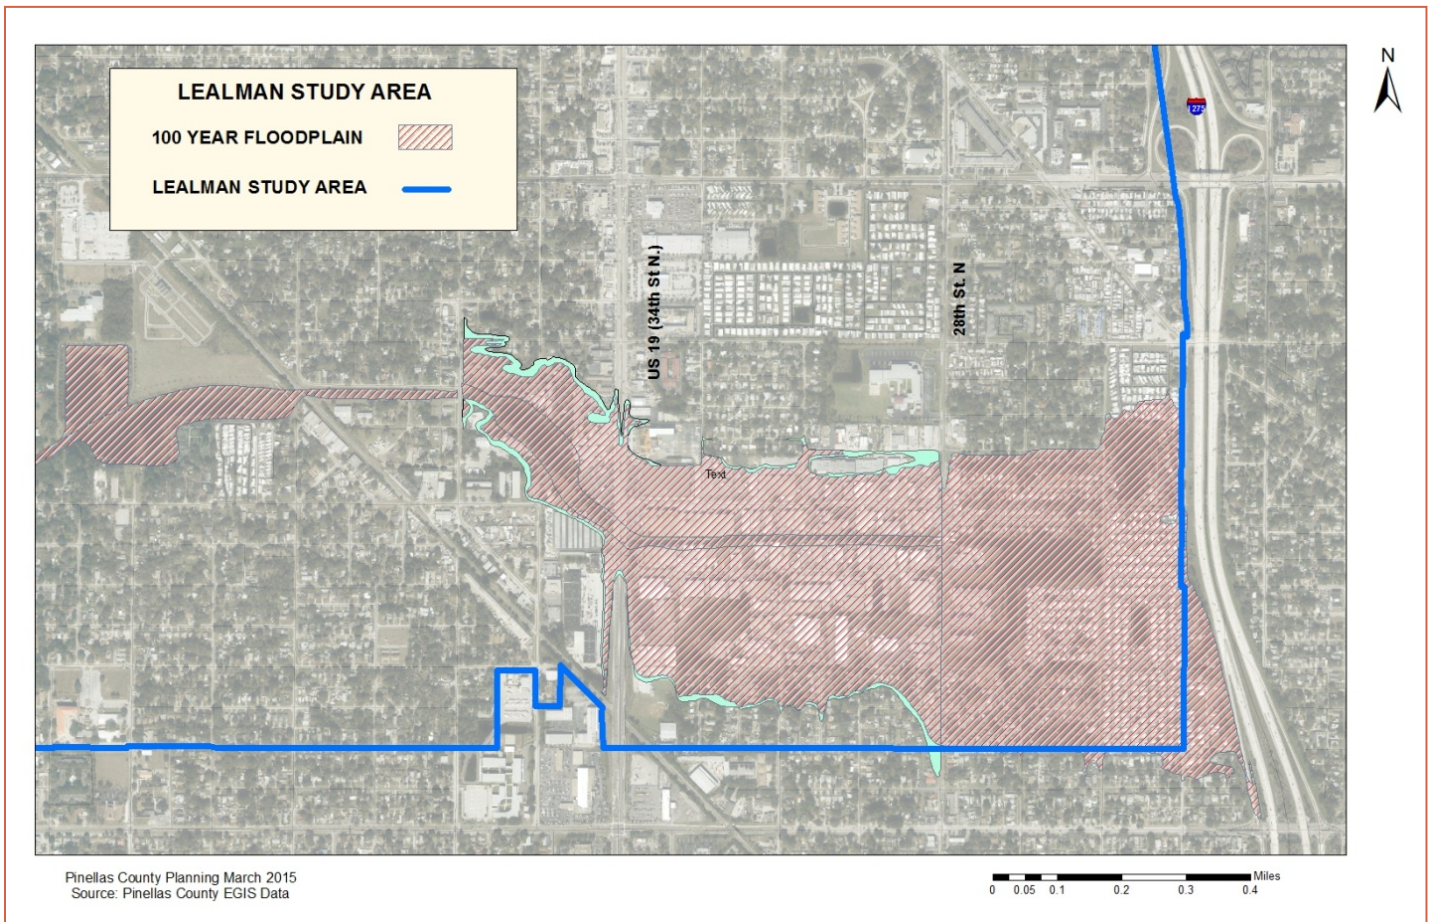 LEALMAN STUDY AREA
100 YEAR FLOODPLAIN
LEALMAN STUDY AREA
N
275
US 19 (34th St N.)
28th St. N
Text
Pinellas County Planning March 2015
Source: Pinellas County EGIS Data
Miles
0 0.05 0.1 0.2 0.3 0.4